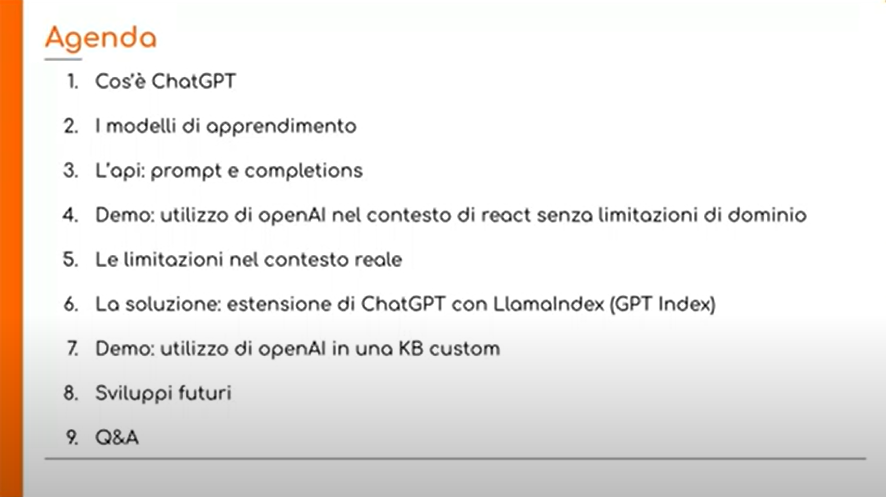 Agenda
1. Cos'è ChatGPT
2. I modelli di apprendimento
3. L'api: prompt e completions
4. Demo: utilizzo di openAI nel contesto di react senza limitazioni di dominio
5. Le limitazioni nel contesto reale
6. La soluzione: estensione di ChatGPT con LlamaIndex (GPT Index)
7. Demo: utilizzo di openAI in una KB custom
8. Sviluppi futuri
9. Q&A